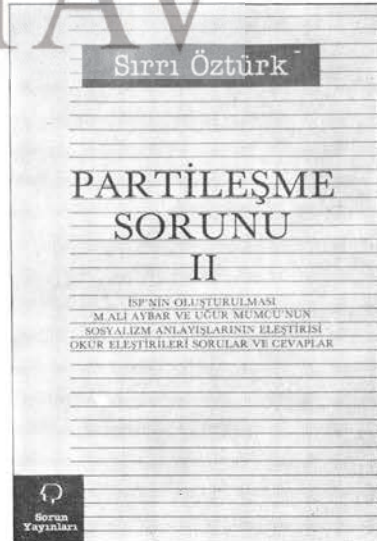 TAV
Sırrı Öztürk
PARTİLEŞME
SORUNU
II
İSP'NİN OLUŞTURULMASI
M ALİ AYBAR VE UĞUR MUMCU'NUN
SOSYALİZM ANLAYIŞLARININ ELEŞTİRİSİ
OKUR ELEŞTİRİLERİ SORULAR VE CEVAPLAR
Sorun
Yayınları